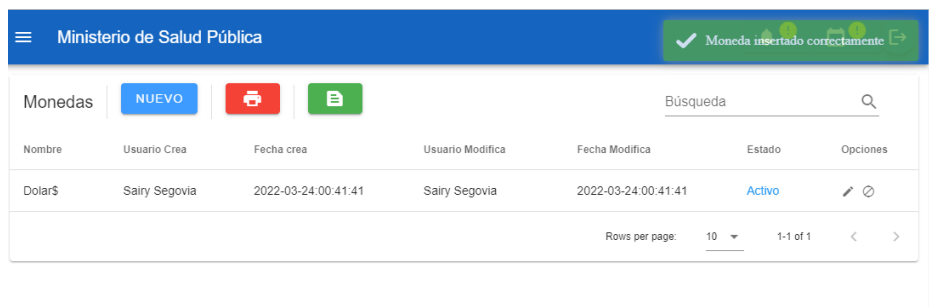 Ministerio de Salud Pública
Moneda insertado correctamente
Monedas NUEVO Búsqueda
Nombre Usuario Crea Fecha crea Usuario Modifica Fecha Modifica Estado Opciones
Dolar$ Sairy Segovia 2022-03-24:00:41:41 Sairy Segovia 2022-03-24:00:41:41 Activo
Rows per page: 10 1-1 of 1